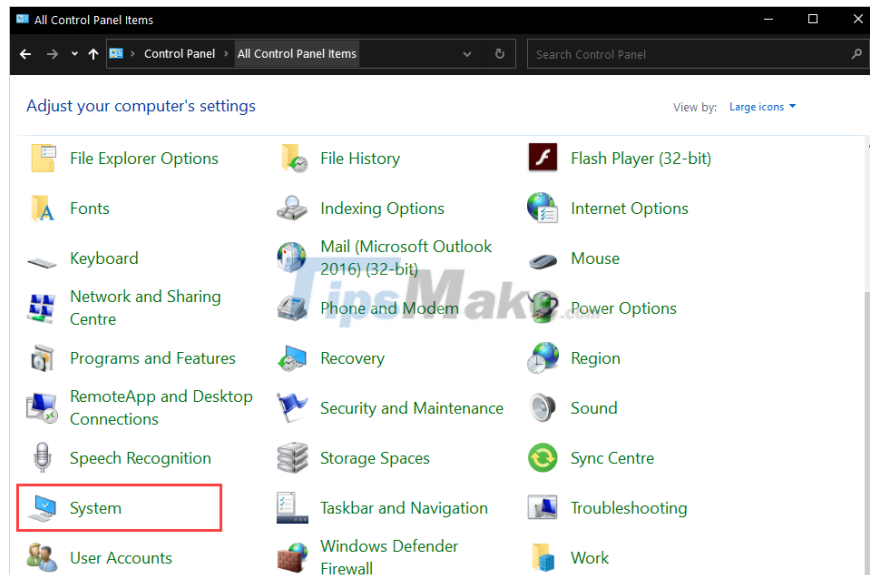 All Control Panel Items
Control Panel > All Control Panel Items
Search Control Panel
Adjust your computer's settings
View by: Large icons
File Explorer Options
File History
Flash Player (32-bit)
Fonts
Indexing Options
Internet Options
Keyboard
Mail (Microsoft Outlook
2016) (32-bit)
Mouse
Network and Sharing
Centre
Phone and Modem
Power Options
TipsMake.com
Programs and Features
Recovery
Region
RemoteApp and Desktop
Connections
Security and Maintenance
Sound
Speech Recognition
Storage Spaces
Sync Centre
System
Taskbar and Navigation
Troubleshooting
User Accounts
Windows Defender
Firewall
Work